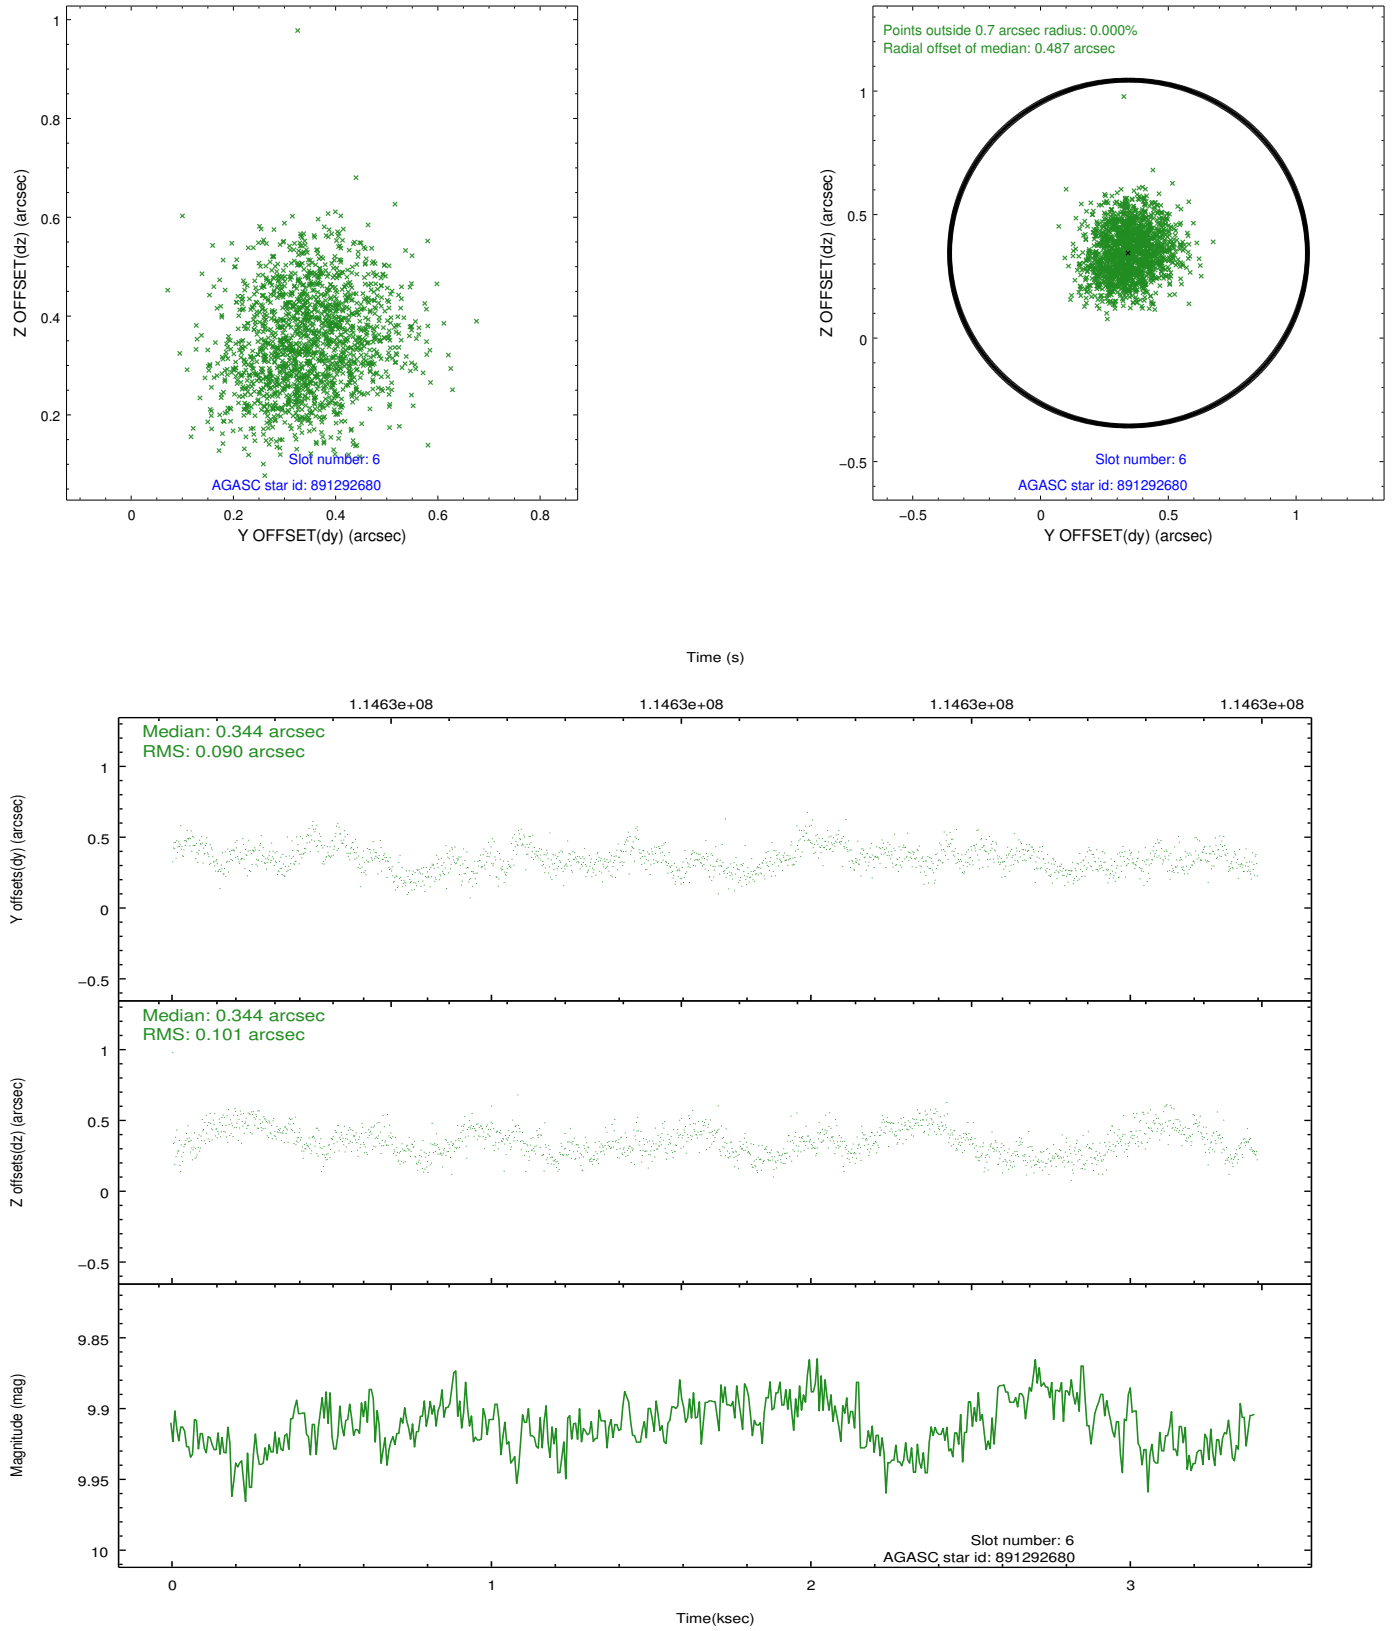 1
0.8
0.6
0.4
0.2
Z OFFSET(dz) (arcsec)
Slot number: 6
AGASC star id: 891292680
0 0.2 0.4 0.6 0.8
Y OFFSET(dy) (arcsec)
Points outside 0.7 arcsec radius: 0.000%
Radial offset of median: 0.487 arcsec
1
0.5
0
−0.5
Z OFFSET(dz) (arcsec)
Slot number: 6
AGASC star id: 891292680
−0.5 0 0.5 1
Y OFFSET(dy) (arcsec)
Time (s)
1.1463e+08 1.1463e+08 1.1463e+08 1.1463e+08
Median: 0.344 arcsec
RMS: 0.090 arcsec
1
0.5
0
−0.5
Y offsets(dy) (arcsec)
Median: 0.344 arcsec
RMS: 0.101 arcsec
1
0.5
0
−0.5
Z offsets(dz) (arcsec)
9.85
9.9
9.95
10
Magnitude (mag)
Slot number: 6
AGASC star id: 891292680
0 1 2 3
Time(ksec)